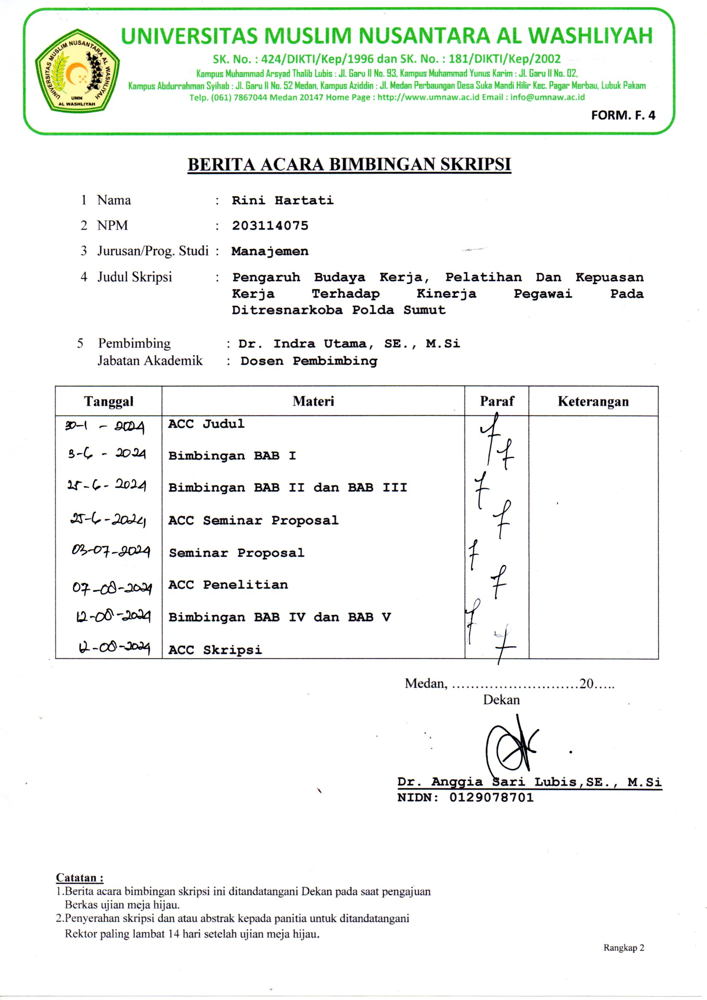 UNIVERSITAS MUSLIM NUSANTARA AL WASHLIYAH
UNIVERSITAS MUSLIM NUSANTARA AL WASHLIYAH
UMN
AL WASHLIYAH
SK. No. : 424/DIKTI/Kep/1996 dan SK. No. : 181/DIKTI/Kep/2002
Kampus Muhammad Arsyad Thalib Lubis : Jl. Garu II No. 93, Kampus Muhammad Yunus Karim : Jl. Garu II No. 02,
Kampus Abdurrahman Syihab : Jl. Garu II No. 52 Medan, Kampus Aziddin : Jl. Medan Perbaungan Desa Suka Mandi Hilir Kec. Pagar Merbau, Lubuk Pakam
Telp. (061) 7867044 Medan 20147 Home Page : http://www.umnaw.ac.id Email : info@umnaw.ac.id
FORM. F. 4
BERITA ACARA BIMBINGAN SKRIPSI
1 Nama : Rini Hartati
2 NPM : 203114075
3 Jurusan/Prog. Studi : Manajemen
4 Judul Skripsi : Pengaruh Budaya Kerja, Pelatihan Dan Kepuasan
Kerja Terhadap Kinerja Pegawai Pada
Ditresnarkoba Polda Sumut
5 Pembimbing : Dr. Indra Utama, SE., M.Si
Jabatan Akademik : Dosen Pembimbing
Tanggal Materi Paraf Keterangan
30-1 - 2024 ACC Judul
3-6 - 2024 Bimbingan BAB I
25-6- 2024 Bimbingan BAB II dan BAB III
25-6-2024 ACC Seminar Proposal
03-07-2024 Seminar Proposal
07-08-2024 ACC Penelitian
12-08-2024 Bimbingan BAB IV dan BAB V
12-08-2024 ACC Skripsi
Medan, ...........................20.....
Dekan
Dr. Anggia Sari Lubis,SE., M.Si
NIDN: 0129078701
Catatan :
1.Berita acara bimbingan skripsi ini ditandatangani Dekan pada saat pengajuan
Berkas ujian meja hijau.
2.Penyerahan skripsi dan atau abstrak kepada panitia untuk ditandatangani
Rektor paling lambat 14 hari setelah ujian meja hijau.
Rangkap 2